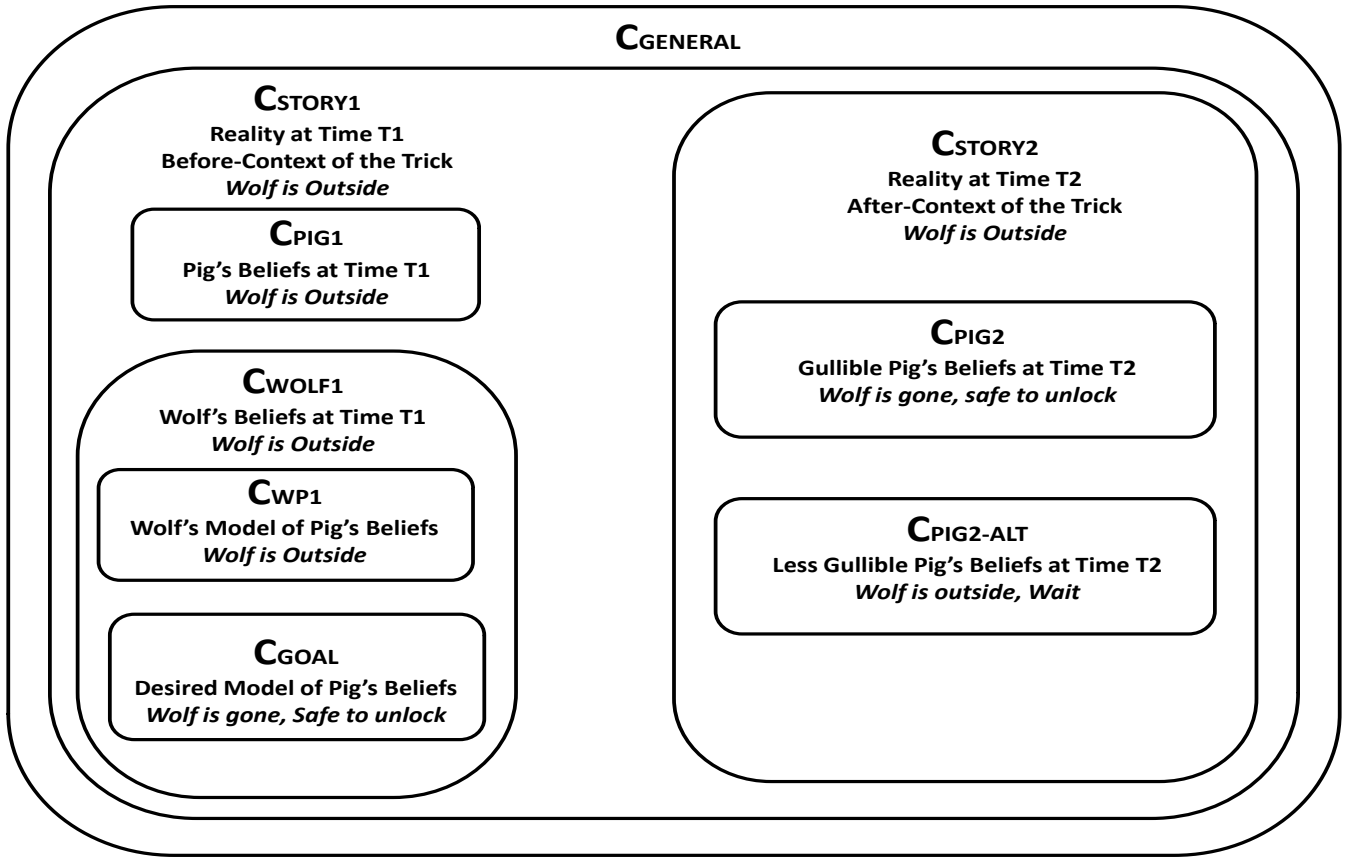 CGENERAL
CSTORY1
Reality at Time T1
Before-Context of the Trick
Wolf is Outside
CPIG1
Pig's Beliefs at Time T1
Wolf is Outside
CWOLF1
Wolf's Beliefs at Time T1
Wolf is Outside
CWP1
Wolf's Model of Pig's Beliefs
Wolf is Outside
CGOAL
Desired Model of Pig's Beliefs
Wolf is gone, Safe to unlock
CSTORY2
Reality at Time T2
After-Context of the Trick
Wolf is Outside
CPIG2
Gullible Pig's Beliefs at Time T2
Wolf is gone, safe to unlock
CPIG2-ALT
Less Gullible Pig's Beliefs at Time T2
Wolf is outside, Wait